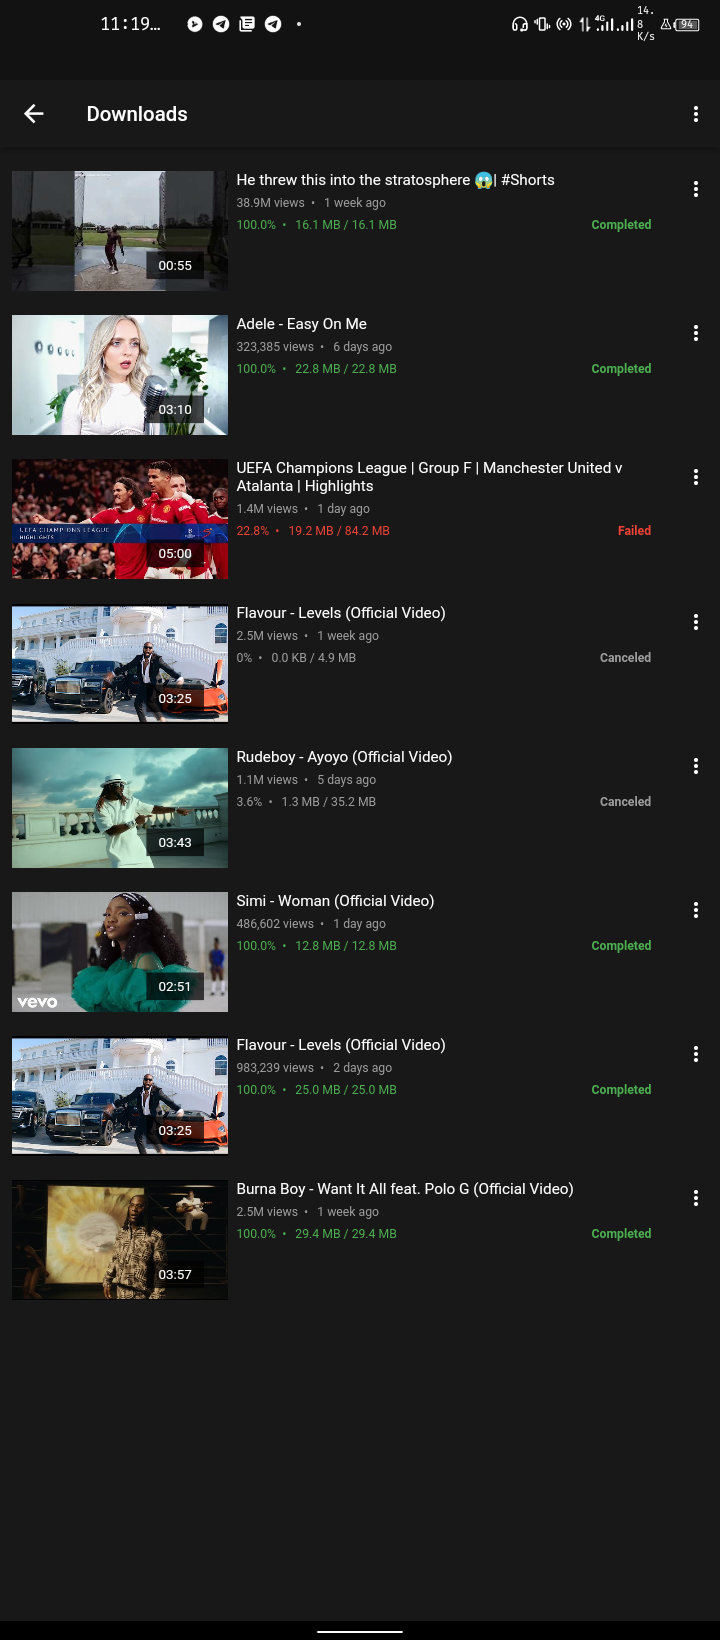 11:19…
4G
14.
8
K/s
94
Downloads
He threw this into the stratosphere 😱| #Shorts
38.9M views • 1 week ago
100.0% • 16.1 MB / 16.1 MB Completed
00:55
Adele - Easy On Me
323,385 views • 6 days ago
100.0% • 22.8 MB / 22.8 MB Completed
03:10
UEFA Champions League | Group F | Manchester United v
Atalanta | Highlights
1.4M views • 1 day ago
22.8% • 19.2 MB / 84.2 MB Failed
UEFA CHAMPIONS LEAGUE
HIGHLIGHTS
05:00
Flavour - Levels (Official Video)
2.5M views • 1 week ago
0% • 0.0 KB / 4.9 MB Canceled
03:25
Rudeboy - Ayoyo (Official Video)
1.1M views • 5 days ago
3.6% • 1.3 MB / 35.2 MB Canceled
03:43
Simi - Woman (Official Video)
486,602 views • 1 day ago
100.0% • 12.8 MB / 12.8 MB Completed
02:51
vevo
Flavour - Levels (Official Video)
983,239 views • 2 days ago
100.0% • 25.0 MB / 25.0 MB Completed
03:25
Burna Boy - Want It All feat. Polo G (Official Video)
2.5M views • 1 week ago
100.0% • 29.4 MB / 29.4 MB Completed
03:57